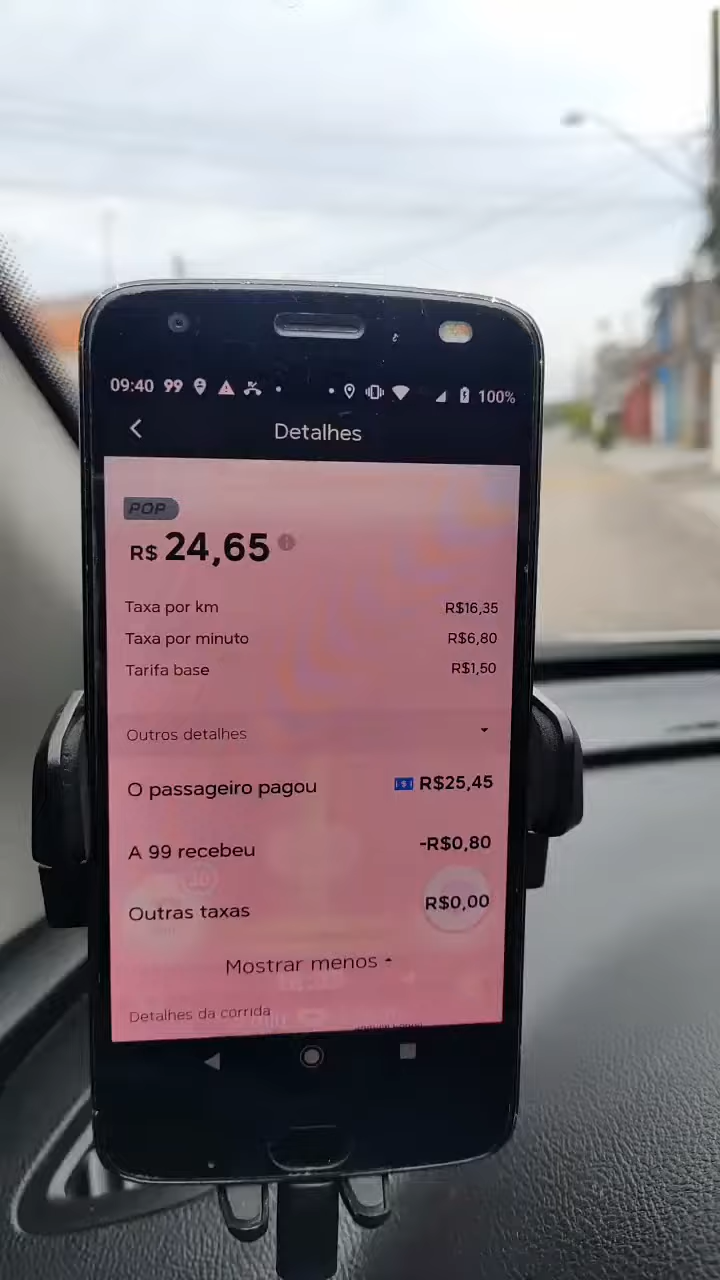 09:40 99 100%
Detalhes
POP
R$ 24,65
Taxa por km R$16,35
Taxa por minuto R$6,80
Tarifa base R$1,50
Outros detalhes
O passageiro pagou R$25,45
A 99 recebeu -R$0,80
Outras taxas R$0,00
Mostrar menos
Detalhes da corrida